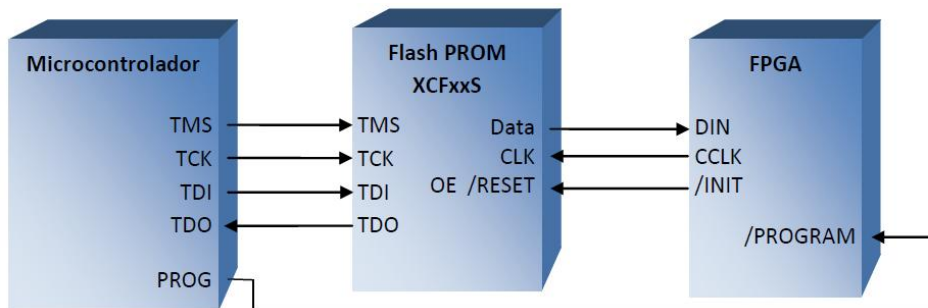 Microcontrolador
TMS
TCK
TDI
TDO
PROG
Flash PROM
XCFxxS
TMS
TCK
TDI
TDO
Data
CLK
OE /RESET
FPGA
DIN
CCLK
/INIT
/PROGRAM